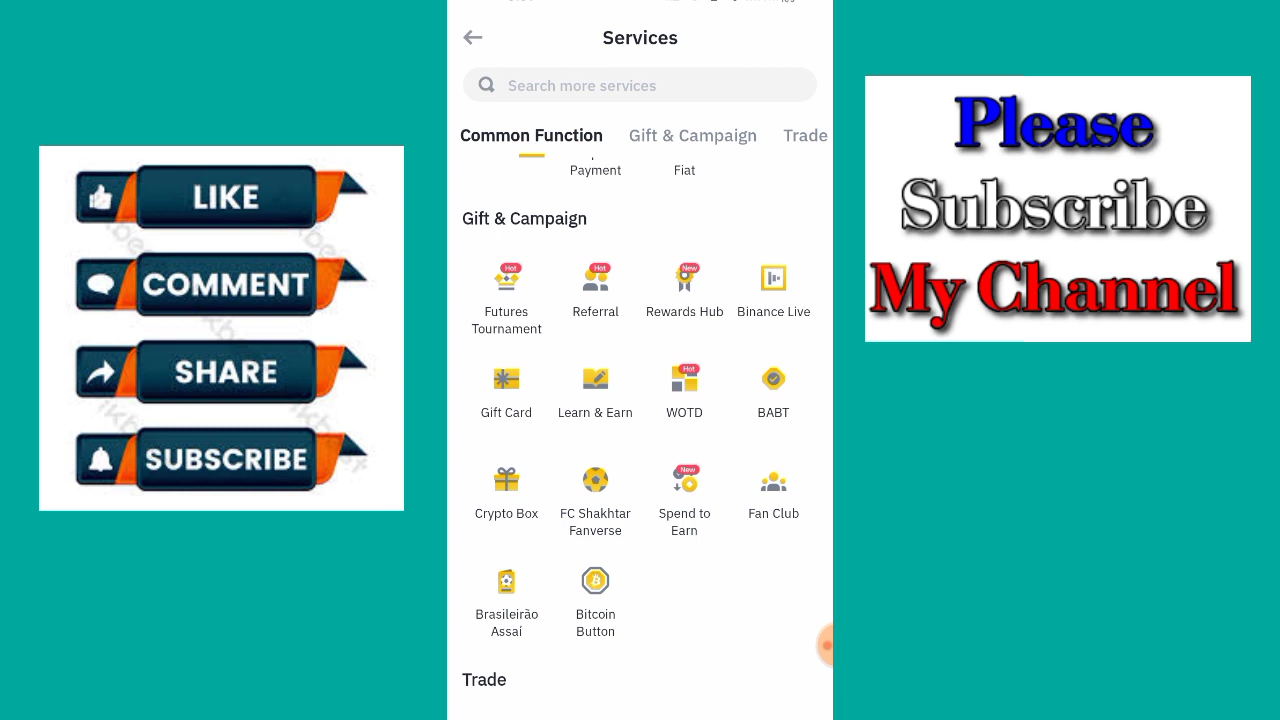 LIKE
COMMENT
SHARE
SUBSCRIBE
Services
Search more services
Common Function
Gift & Campaign
Trade
Payment
Fiat
Gift & Campaign
Hot
Hot
New
Futures Tournament
Referral
Rewards Hub
Binance Live
Hot
Gift Card
Learn & Earn
WOTD
BABT
New
Crypto Box
FC Shakhtar Fanverse
Spend to Earn
Fan Club
Brasileirão Assaí
Bitcoin Button
Trade
Please
Subscribe
My Channel